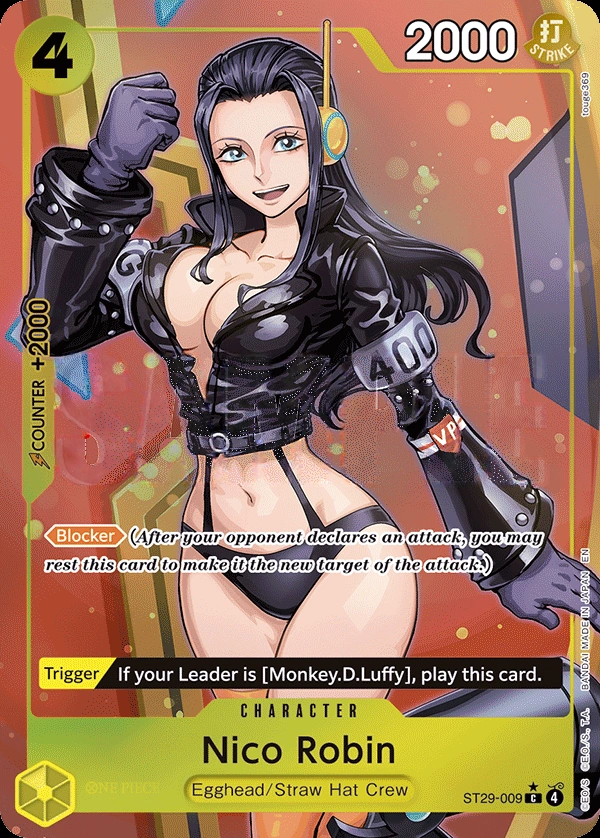 4
2000
打
STRIKE
touge369
G
400
COUNTER +2000
SAMPLE
VP
Blocker (After your opponent declares an attack, you may
rest this card to make it the new target of the attack.)
Trigger If your Leader is [Monkey.D.Luffy], play this card.
CHARACTER
Nico Robin
Egghead/Straw Hat Crew
ONE PIECE
ST29-009 C 4
©EO/S ©E.O./S., T.A. BANDAI MADE IN JAPAN EN